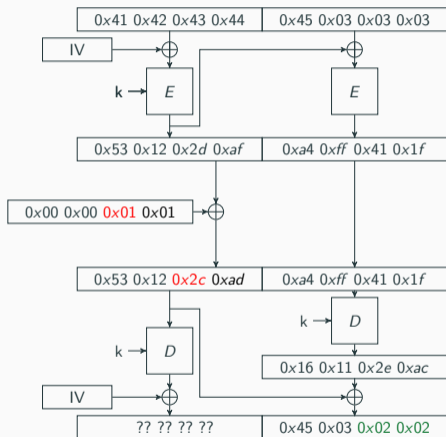 0x41 0x42 0x43 0x44 0x45 0x03 0x03 0x03
IV
k E E
0x53 0x12 0x2d 0xaf 0xa4 0xff 0x41 0x1f
0x00 0x00 0x01 0x01
0x53 0x12 0x2c 0xad 0xa4 0xff 0x41 0x1f
k D
k D
0x16 0x11 0x2e 0xac
IV
?? ?? ?? ?? 0x45 0x03 0x02 0x02